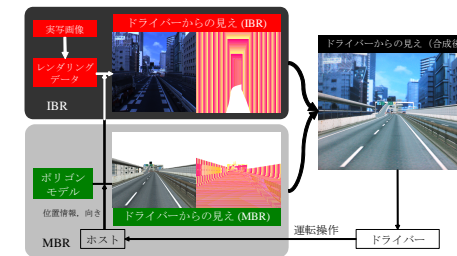 実写画像
ドライバーからの見え (IBR)
レンダリング
データ
IBR
ドライバーからの見え（合成後
ポリゴン
モデル
ドライバーからの見え (MBR)
位置情報，向き
MBR
ホスト
運転操作
ドライバー